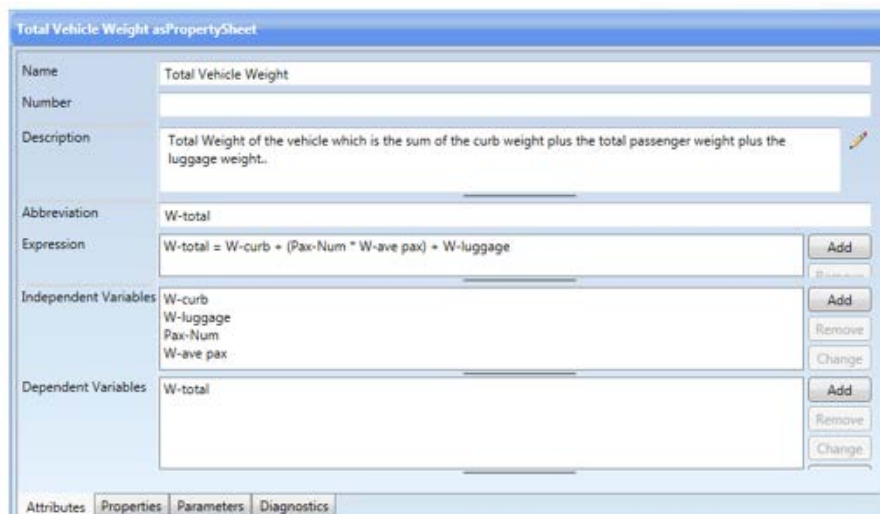 Total Vehicle Weight asPropertySheet
Name
Total Vehicle Weight
Number
Description
Total Weight of the vehicle which is the sum of the curb weight plus the total passenger weight plus the
luggage weight..
Abbreviation
W-total
Expression
W-total = W-curb + (Pax-Num * W-ave pax) + W-luggage
Add
Independent Variables
W-curb
Add
W-luggage
Remove
Pax-Num
W-ave pax
Change
Dependent Variables
W-total
Add
Remove
Change
Attributes Properties Parameters Diagnostics